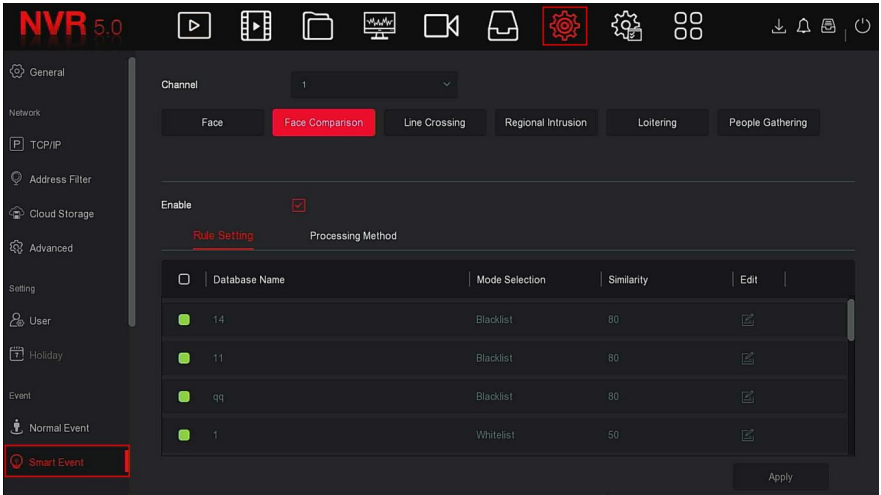 NVR 5.0
General
Network
P TCP/IP
Address Filter
Cloud Storage
Advanced
Setting
User
7 Holiday
Event
Normal Event
Smart Event
Channel 1
Face Face Comparison Line Crossing Regional Intrusion Loitering People Gathering
Enable
Rule Setting Processing Method
Database Name Mode Selection Similarity Edit
14 Blacklist 80
11 Blacklist 80
qq Blacklist 80
1 Whitelist 50
Apply